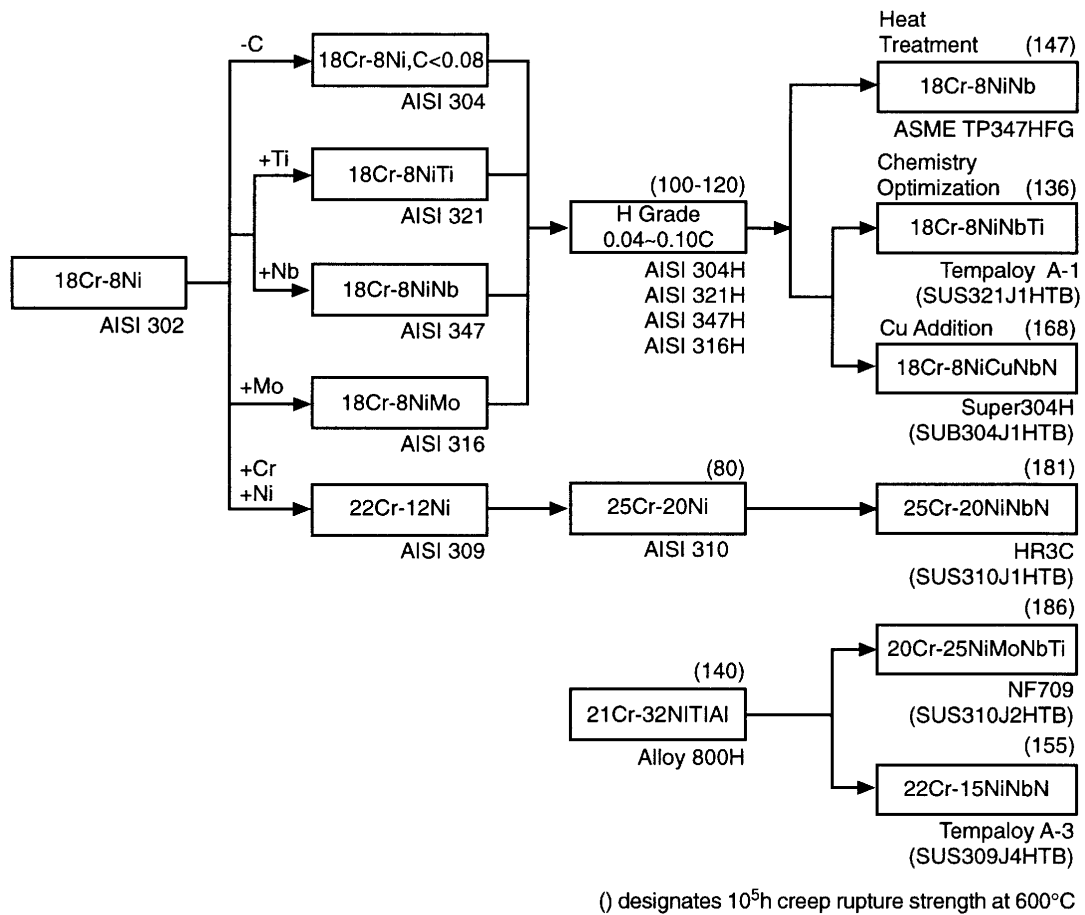 -C
18Cr-8Ni,C<0.08
AISI 304
+Ti
18Cr-8NiTi
AISI 321
18Cr-8Ni
AISI 302
+Nb
18Cr-8NiNb
AISI 347
+Mo
18Cr-8NiMo
AISI 316
+Cr
+Ni
22Cr-12Ni
AISI 309
(100-120)
H Grade
0.04~0.10C
AISI 304H
AISI 321H
AISI 347H
AISI 316H
(80)
25Cr-20Ni
AISI 310
(140)
21Cr-32NITIAI
Alloy 800H
Heat
Treatment (147)
18Cr-8NiNb
ASME TP347HFG
Chemistry
Optimization (136)
18Cr-8NiNbTi
Tempaloy A-1
(SUS321J1HTB)
Cu Addition (168)
18Cr-8NiCuNbN
Super304H
(SUB304J1HTB)
(181)
25Cr-20NiNbN
HR3C
(SUS310J1HTB)
(186)
20Cr-25NiMoNbTi
NF709
(SUS310J2HTB)
(155)
22Cr-15NiNbN
Tempaloy A-3
(SUS309J4HTB)
() designates 10⁵h creep rupture strength at 600°C